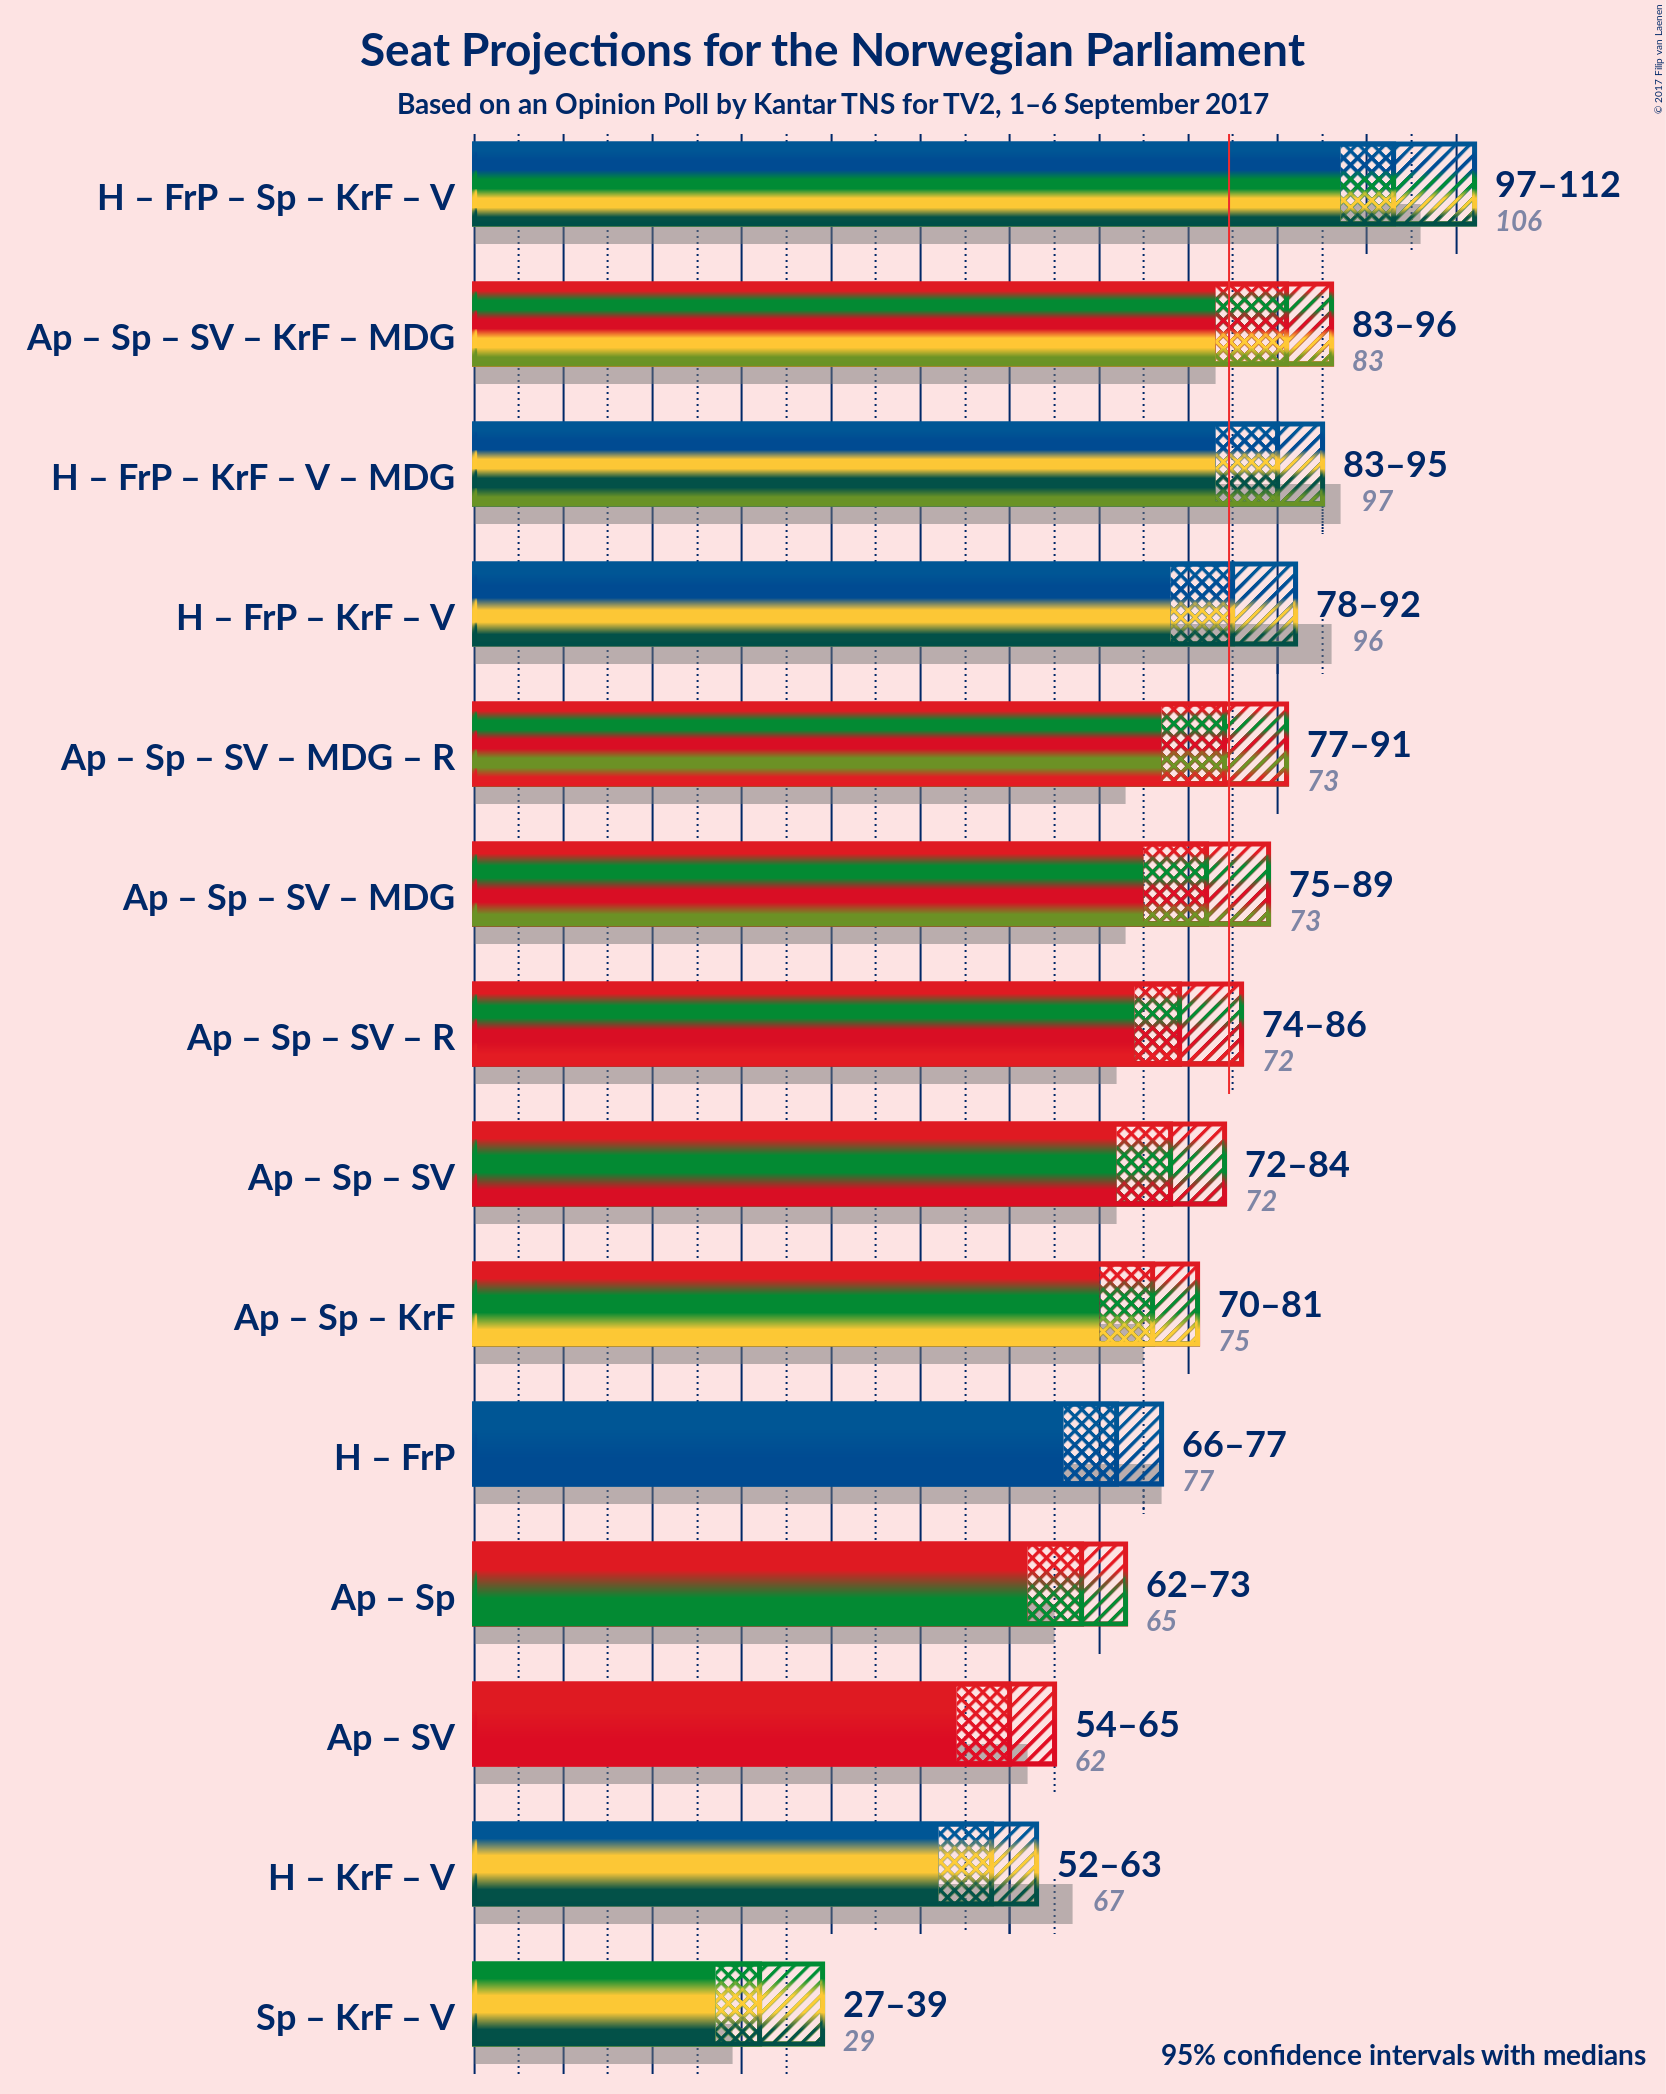 Seat Projections for the Norwegian Parliament
Based on an Opinion Poll by Kantar TNS for TV2, 1–6 September 2017
© 2017 Filip van Laenen
H – FrP – Sp – KrF – V
97–112
106
Ap – Sp – SV – KrF – MDG
83–96
83
H – FrP – KrF – V – MDG
83–95
97
H – FrP – KrF – V
78–92
96
Ap – Sp – SV – MDG – R
77–91
73
Ap – Sp – SV – MDG
75–89
73
Ap – Sp – SV – R
74–86
72
Ap – Sp – SV
72–84
72
Ap – Sp – KrF
70–81
75
H – FrP
66–77
77
Ap – Sp
62–73
65
Ap – SV
54–65
62
H – KrF – V
52–63
67
Sp – KrF – V
27–39
29
95% confidence intervals with medians